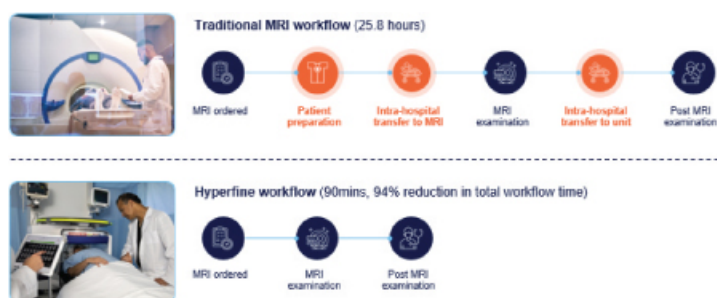 Traditional MRI workflow (25.8 hours)
MRI ordered
Patient
preparation
Intra-hospital
transfer to MRI
MRI
examination
Intra-hospital
transfer to unit
Post MRI
examination
Hyperfine workflow (90mins, 94% reduction in total workflow time)
MRI ordered
MRI
examination
Post MRI
examination